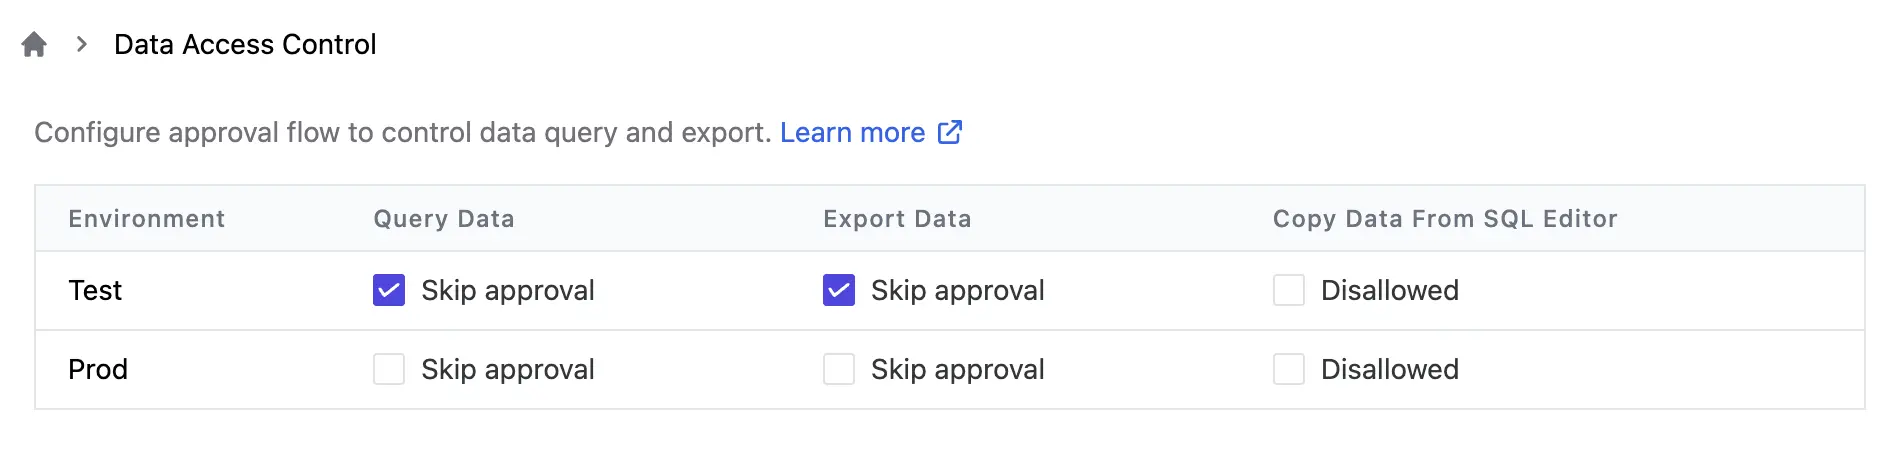 Data Access Control
Configure approval flow to control data query and export. Learn more
Environment Query Data Export Data Copy Data From SQL Editor
Test Skip approval Skip approval Disallowed
Prod Skip approval Skip approval Disallowed